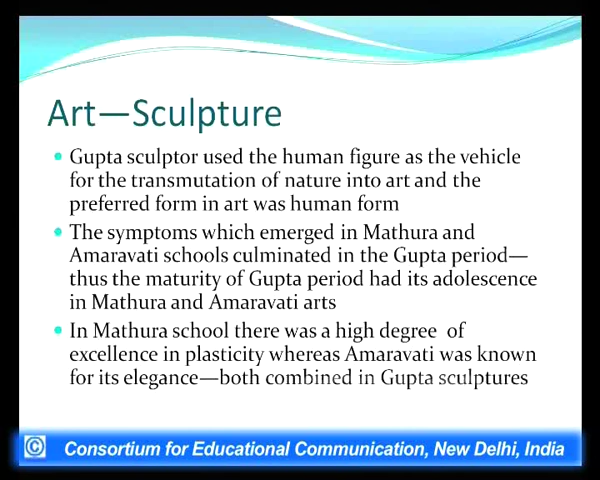 Art—Sculpture
Gupta sculptor used the human figure as the vehicle
for the transmutation of nature into art and the
preferred form in art was human form
The symptoms which emerged in Mathura and
Amaravati schools culminated in the Gupta period—
thus the maturity of Gupta period had its adolescence
in Mathura and Amaravati arts
In Mathura school there was a high degree of
excellence in plasticity whereas Amaravati was known
for its elegance—both combined in Gupta sculptures
© Consortium for Educational Communication, New Delhi, India